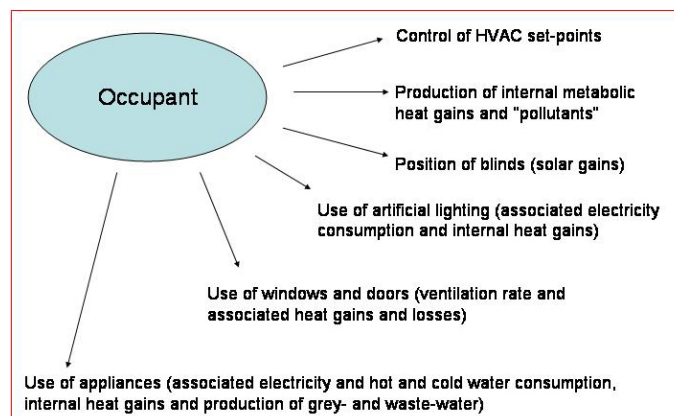 Occupant
Control of HVAC set-points
Production of internal metabolic
heat gains and "pollutants"
Position of blinds (solar gains)
Use of artificial lighting (associated electricity
consumption and internal heat gains)
Use of windows and doors (ventilation rate and
associated heat gains and losses)
Use of appliances (associated electricity and hot and cold water consumption,
internal heat gains and production of grey- and waste-water)